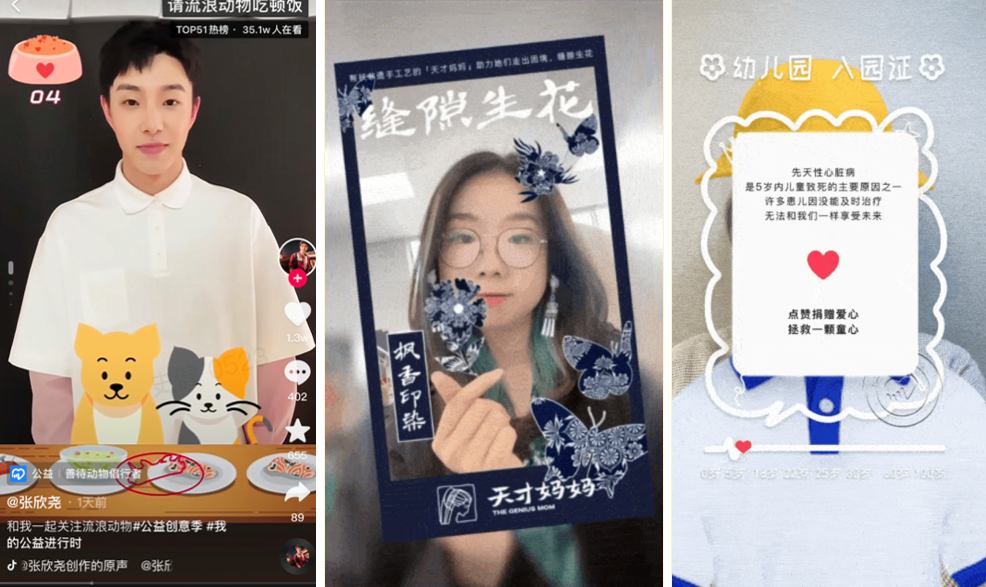 请流浪动物吃顿饭
TOP51热榜 · 35.1w人在看
04
1.3w
402
655
89
公益 | 善待动物倡行者
@张欣尧 · 1天前
和我一起关注流浪动物#公益创意季 #我
的公益进行时
@张欣尧创作的原声 @张欣
手工艺的「天才妈妈」助力她们走出困境，缝隙生花
缝隙生花
枫香印染
天才妈妈
THE GENIUS MOM
幼儿园 入园证
先天性心脏病
是5岁内儿童致死的主要原因之一
许多患儿因没能及时治疗
无法和我们一样享受未来
点赞捐赠爱心
拯救一颗童心